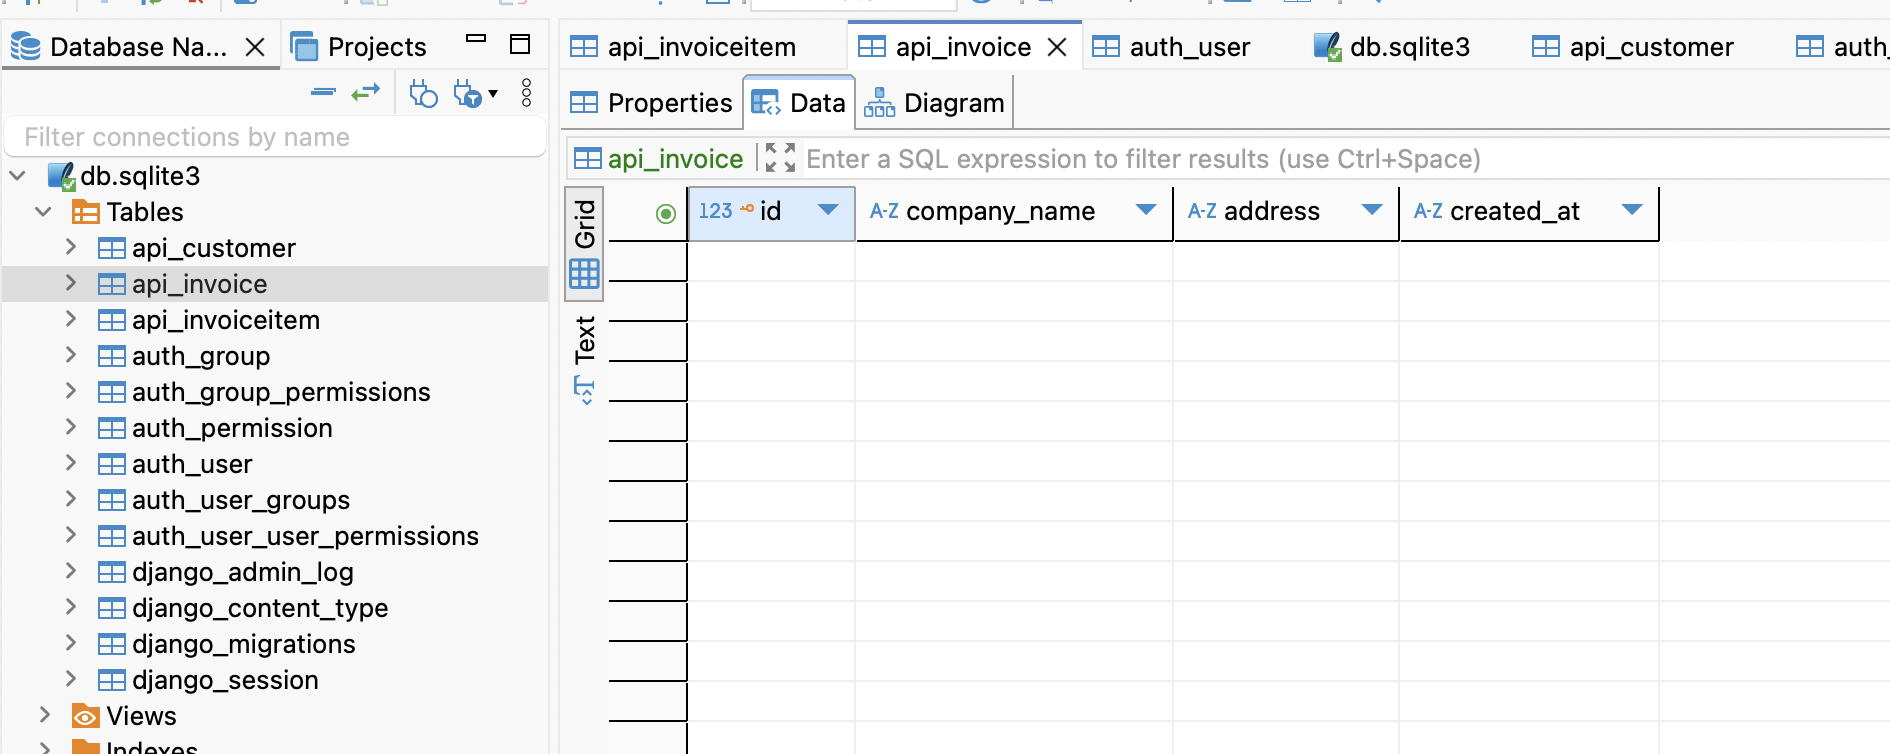 Database Na...
Projects
Filter connections by name
db.sqlite3
Tables
api_customer
api_invoice
api_invoiceitem
auth_group
auth_group_permissions
auth_permission
auth_user
auth_user_groups
auth_user_user_permissions
django_admin_log
django_content_type
django_migrations
django_session
Views
Indexes
api_invoiceitem
api_invoice
auth_user
db.sqlite3
api_customer
auth_
Properties
Data
Diagram
api_invoice
Enter a SQL expression to filter results (use Ctrl+Space)
Grid
Text
123 id
A-Z company_name
A-Z address
A-Z created_at